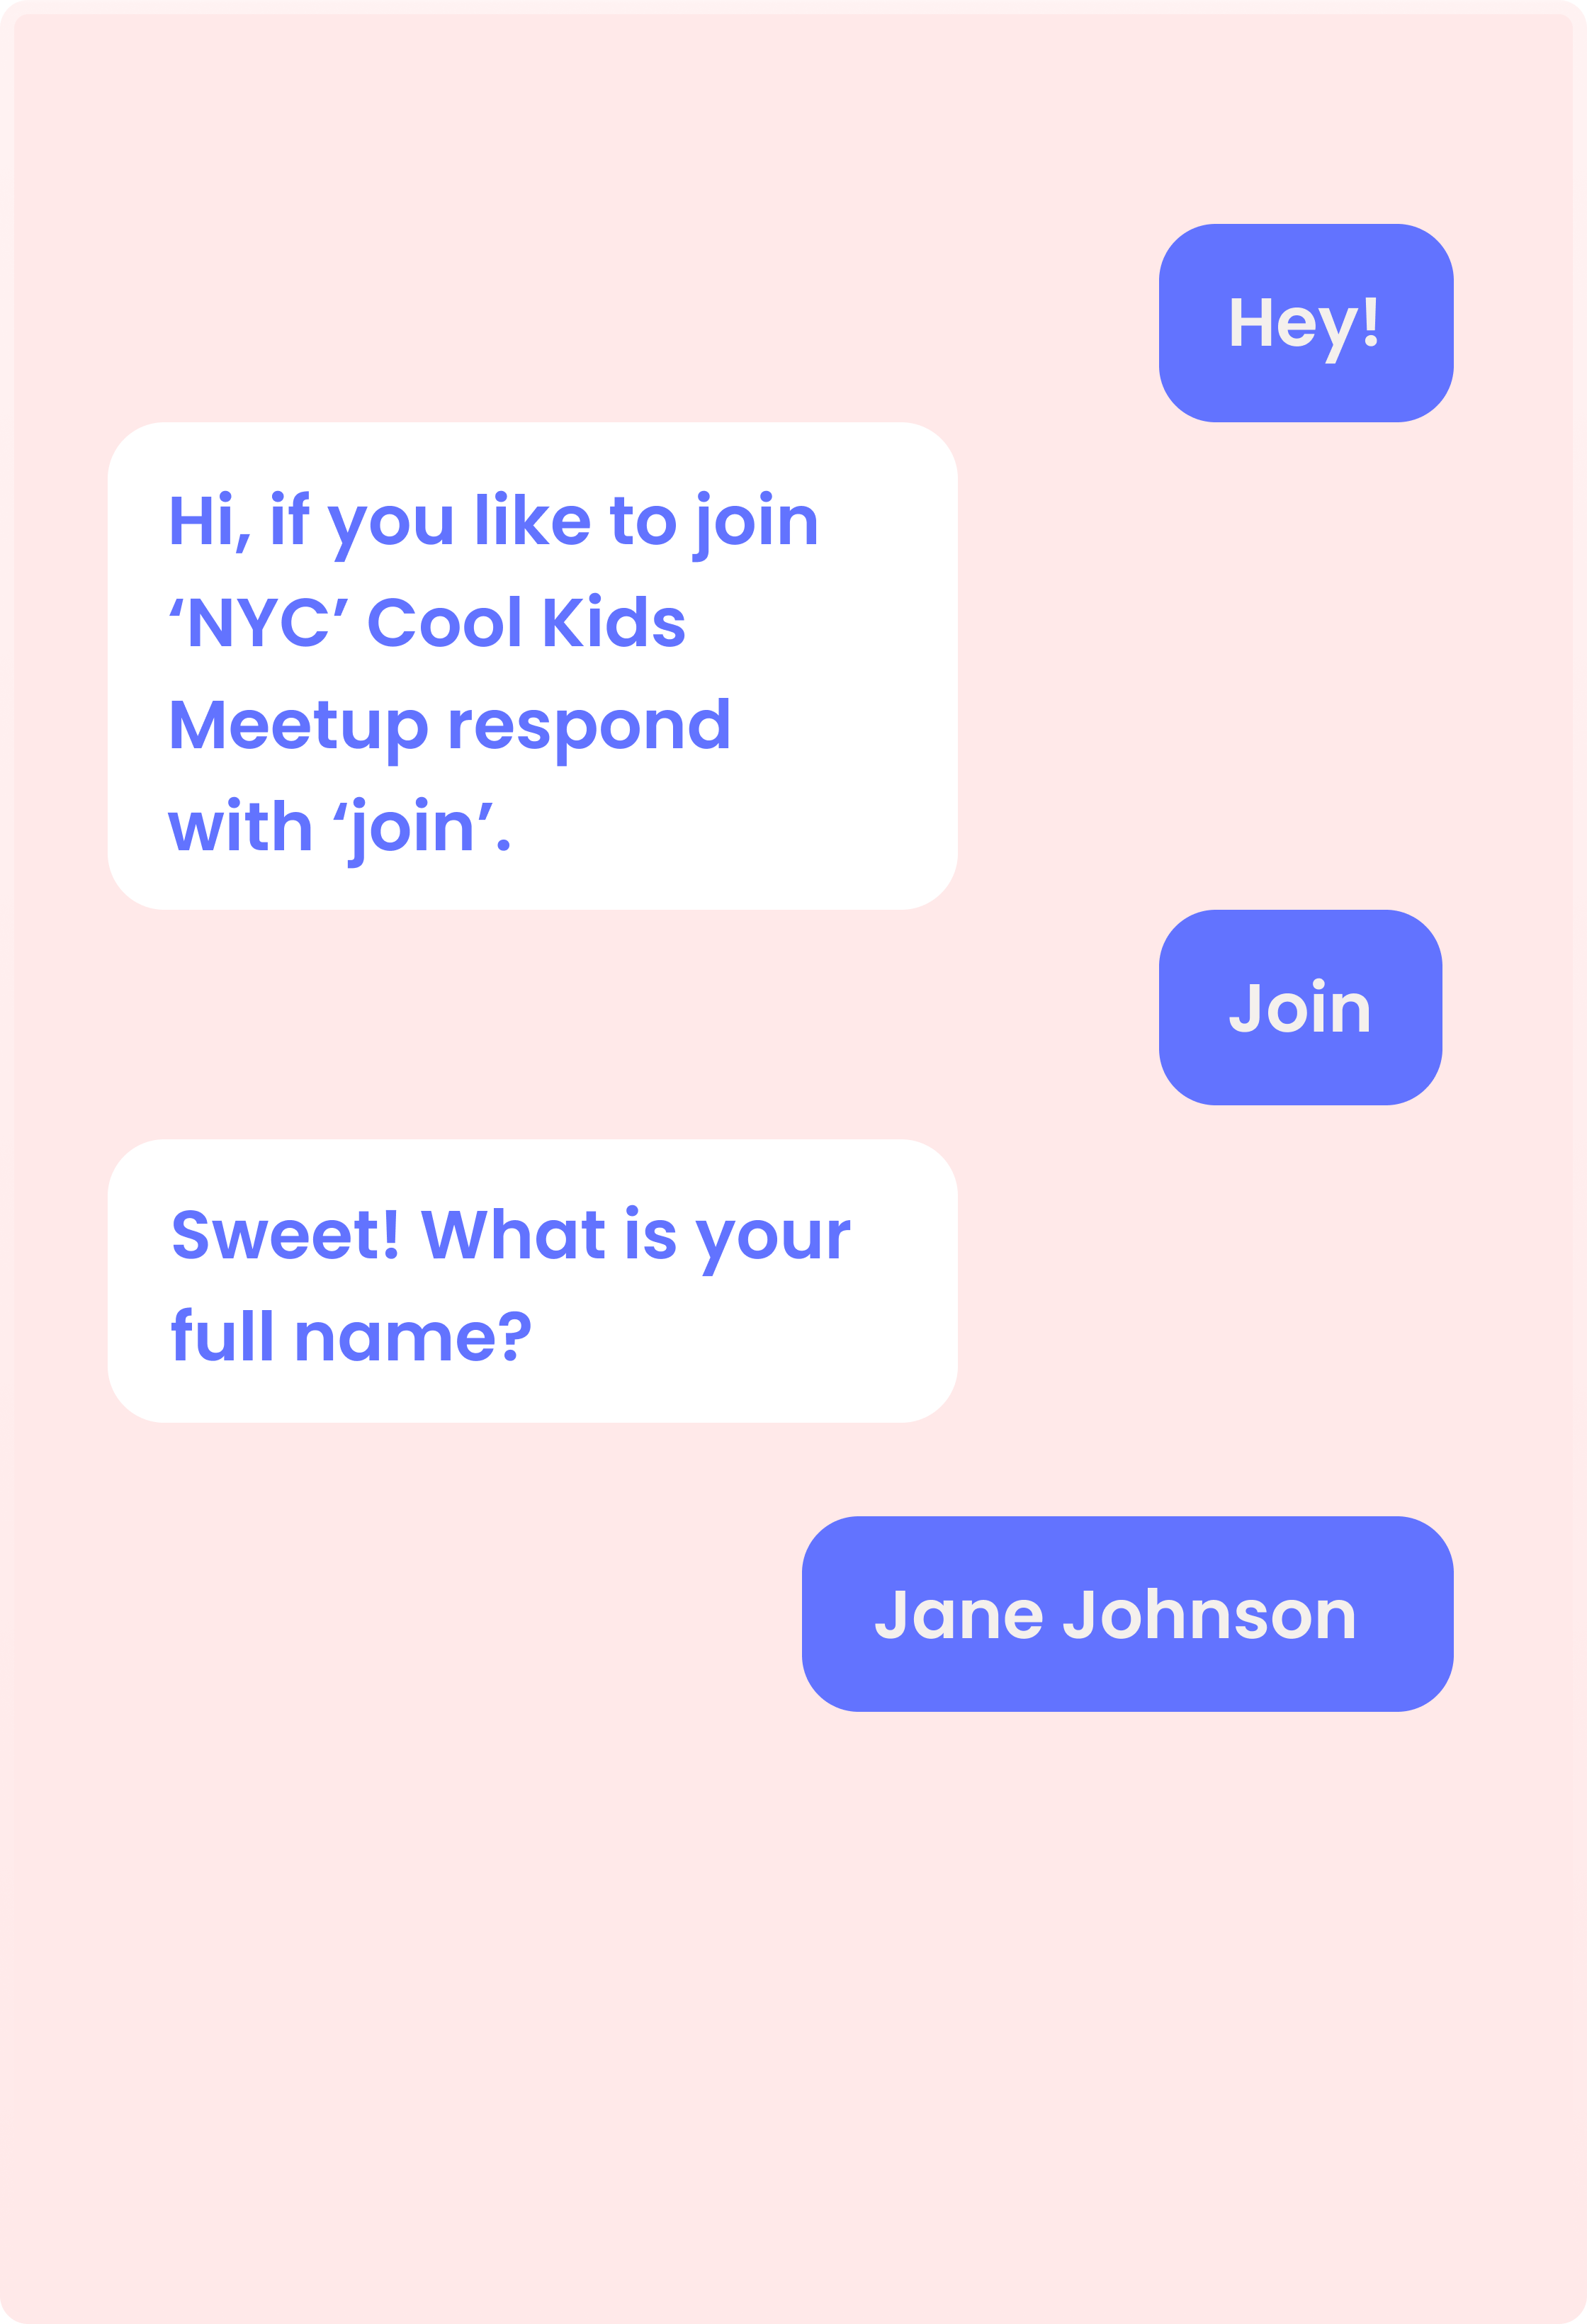 Hey!
Hi, if you like to join
‘NYC’ Cool Kids
Meetup respond
with ‘join’.
Join
Sweet! What is your
full name?
Jane Johnson